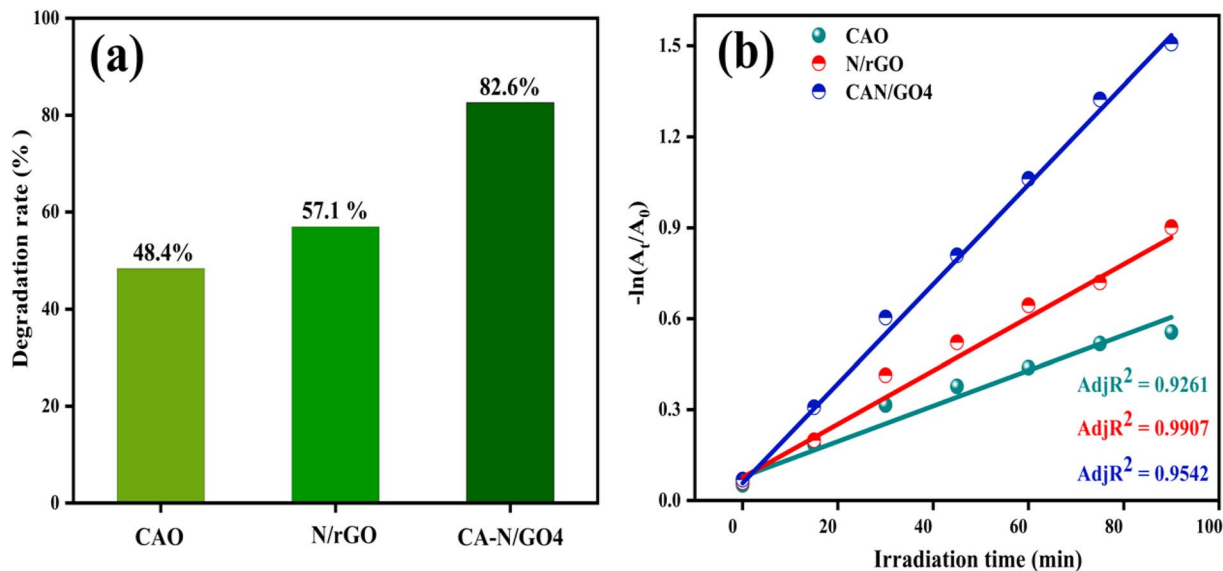 (a)
Degradation rate (%)
100
80
60
40
20
0
48.4%
57.1 %
82.6%
CAO
N/rGO
CA-N/GO4
(b)
CAO
N/rGO
CAN/GO4
-ln(A_t/A_0)
1.5
1.2
0.9
0.6
0.3
0.0
AdjR² = 0.9261
AdjR² = 0.9907
AdjR² = 0.9542
0
20
40
60
80
100
Irradiation time (min)